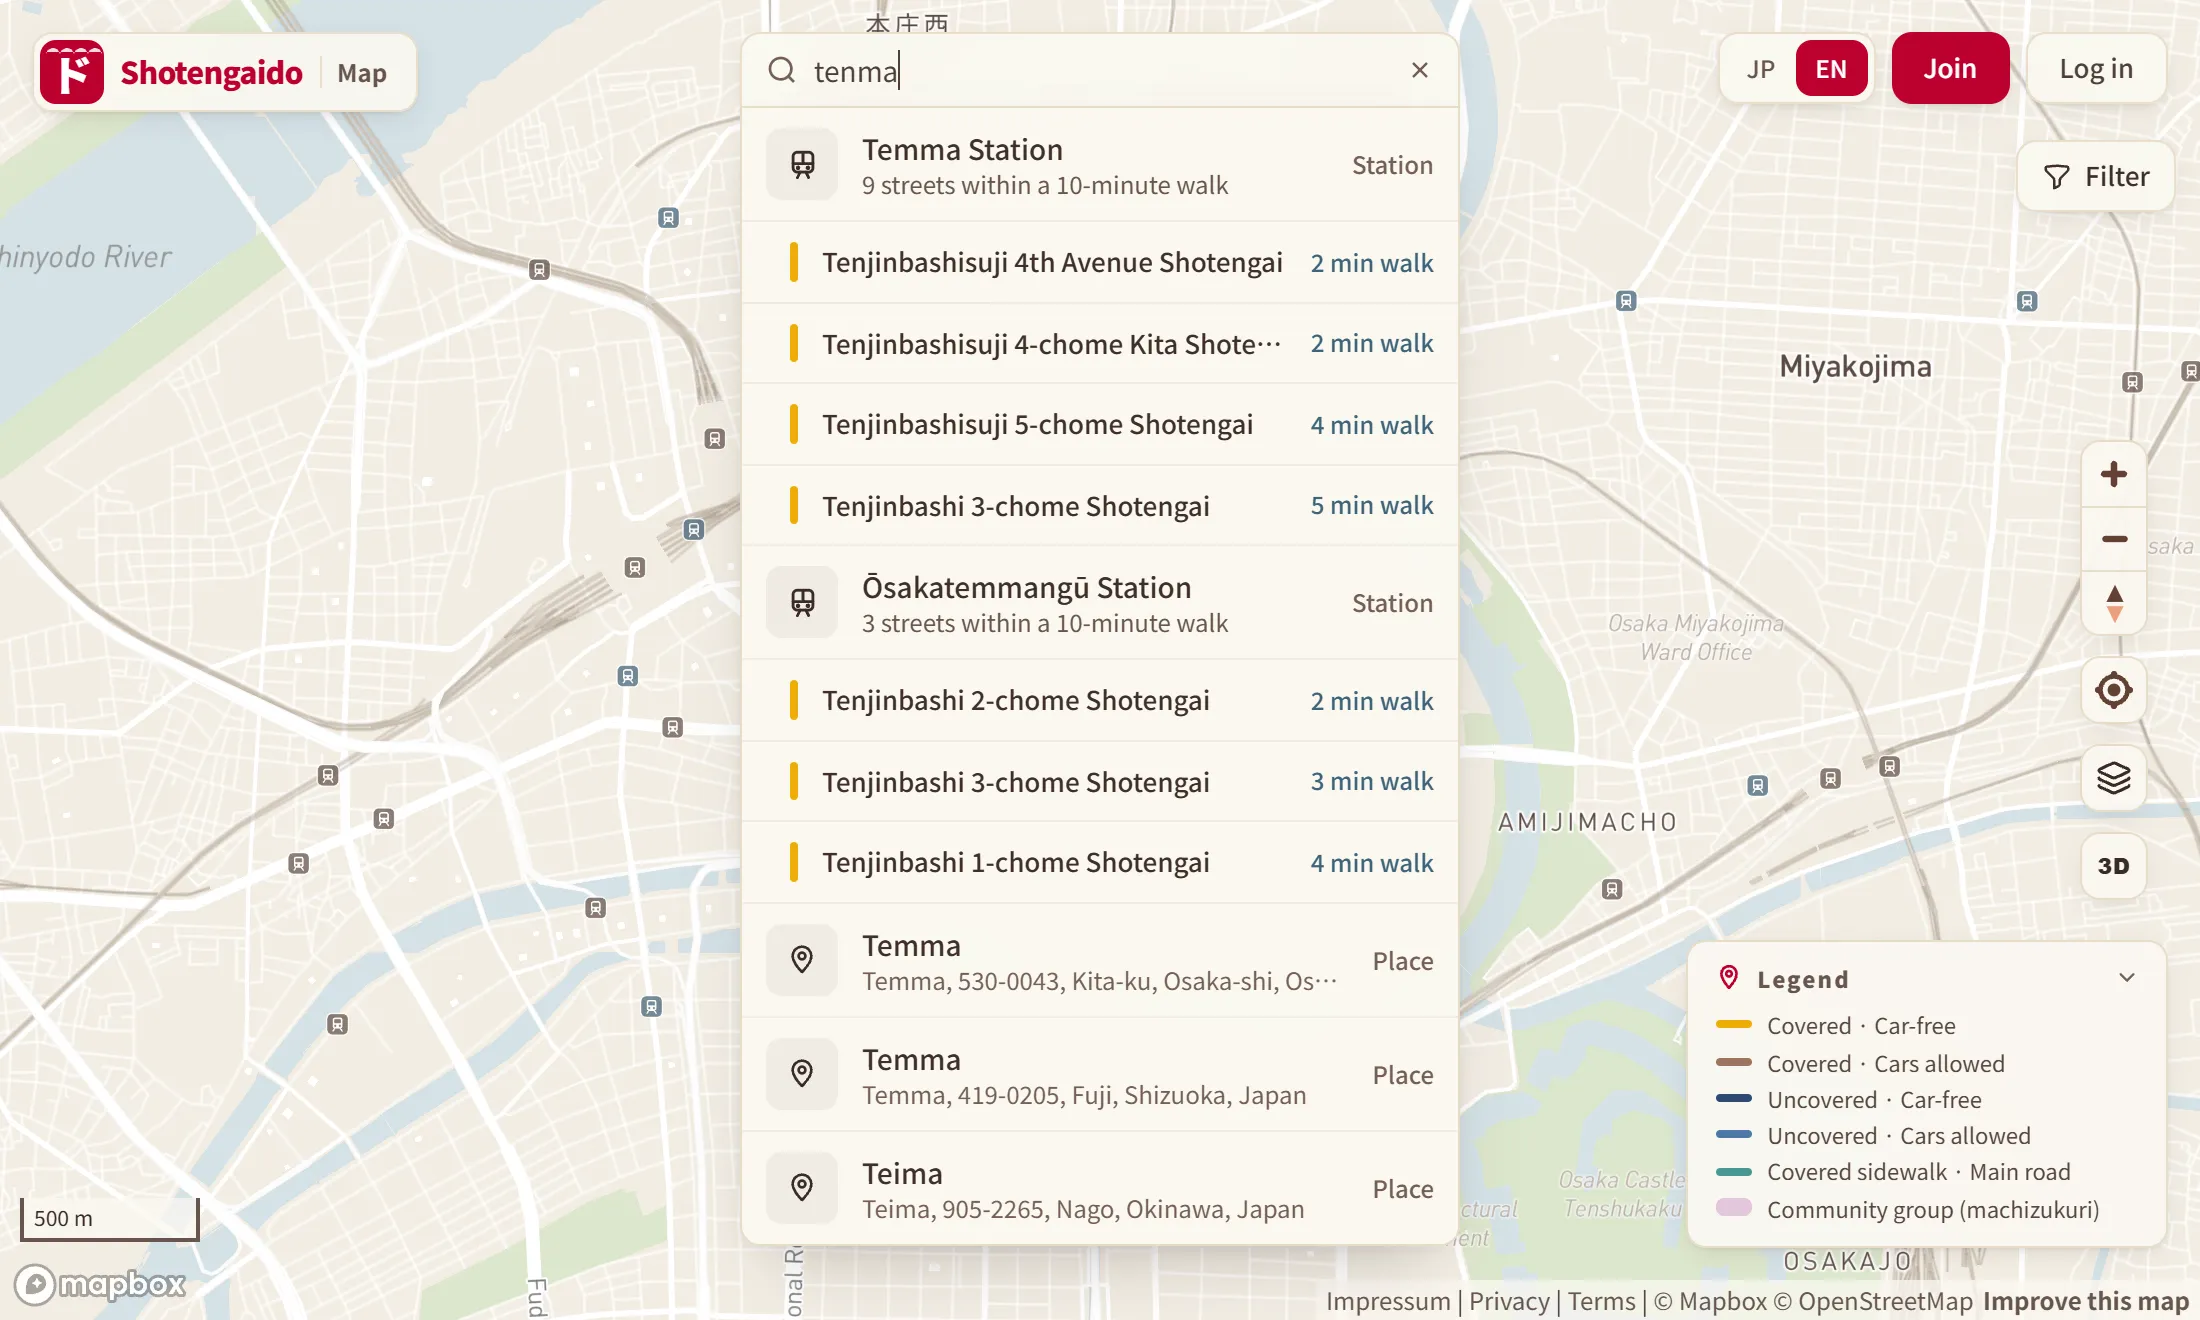 本庄西
ド Shotengaido Map
tenma
×
JP EN Join Log in
Filter
Temma Station
9 streets within a 10-minute walk
Station
Tenjinbashisuji 4th Avenue Shotengai 2 min walk
Tenjinbashisuji 4-chome Kita Shote··· 2 min walk
Tenjinbashisuji 5-chome Shotengai 4 min walk
Tenjinbashi 3-chome Shotengai 5 min walk
Ōsakatemmangū Station
3 streets within a 10-minute walk
Station
Tenjinbashi 2-chome Shotengai 2 min walk
Tenjinbashi 3-chome Shotengai 3 min walk
Tenjinbashi 1-chome Shotengai 4 min walk
Temma
Temma, 530-0043, Kita-ku, Osaka-shi, Os···
Place
Temma
Temma, 419-0205, Fuji, Shizuoka, Japan
Place
Teima
Teima, 905-2265, Nago, Okinawa, Japan
Place
hinyodo River
Miyakojima
saka
Osaka Miyakojima
Ward Office
AMIJIMACHO
3D
Legend
Covered · Car-free
Covered · Cars allowed
Uncovered · Car-free
Uncovered · Cars allowed
Covered sidewalk · Main road
Community group (machizukuri)
Osaka Castle
Tenshukaku
ctural
ent
OSAKAJO
500 m
mapbox
Fud
onal R
Impressum | Privacy | Terms | © Mapbox © OpenStreetMap Improve this map